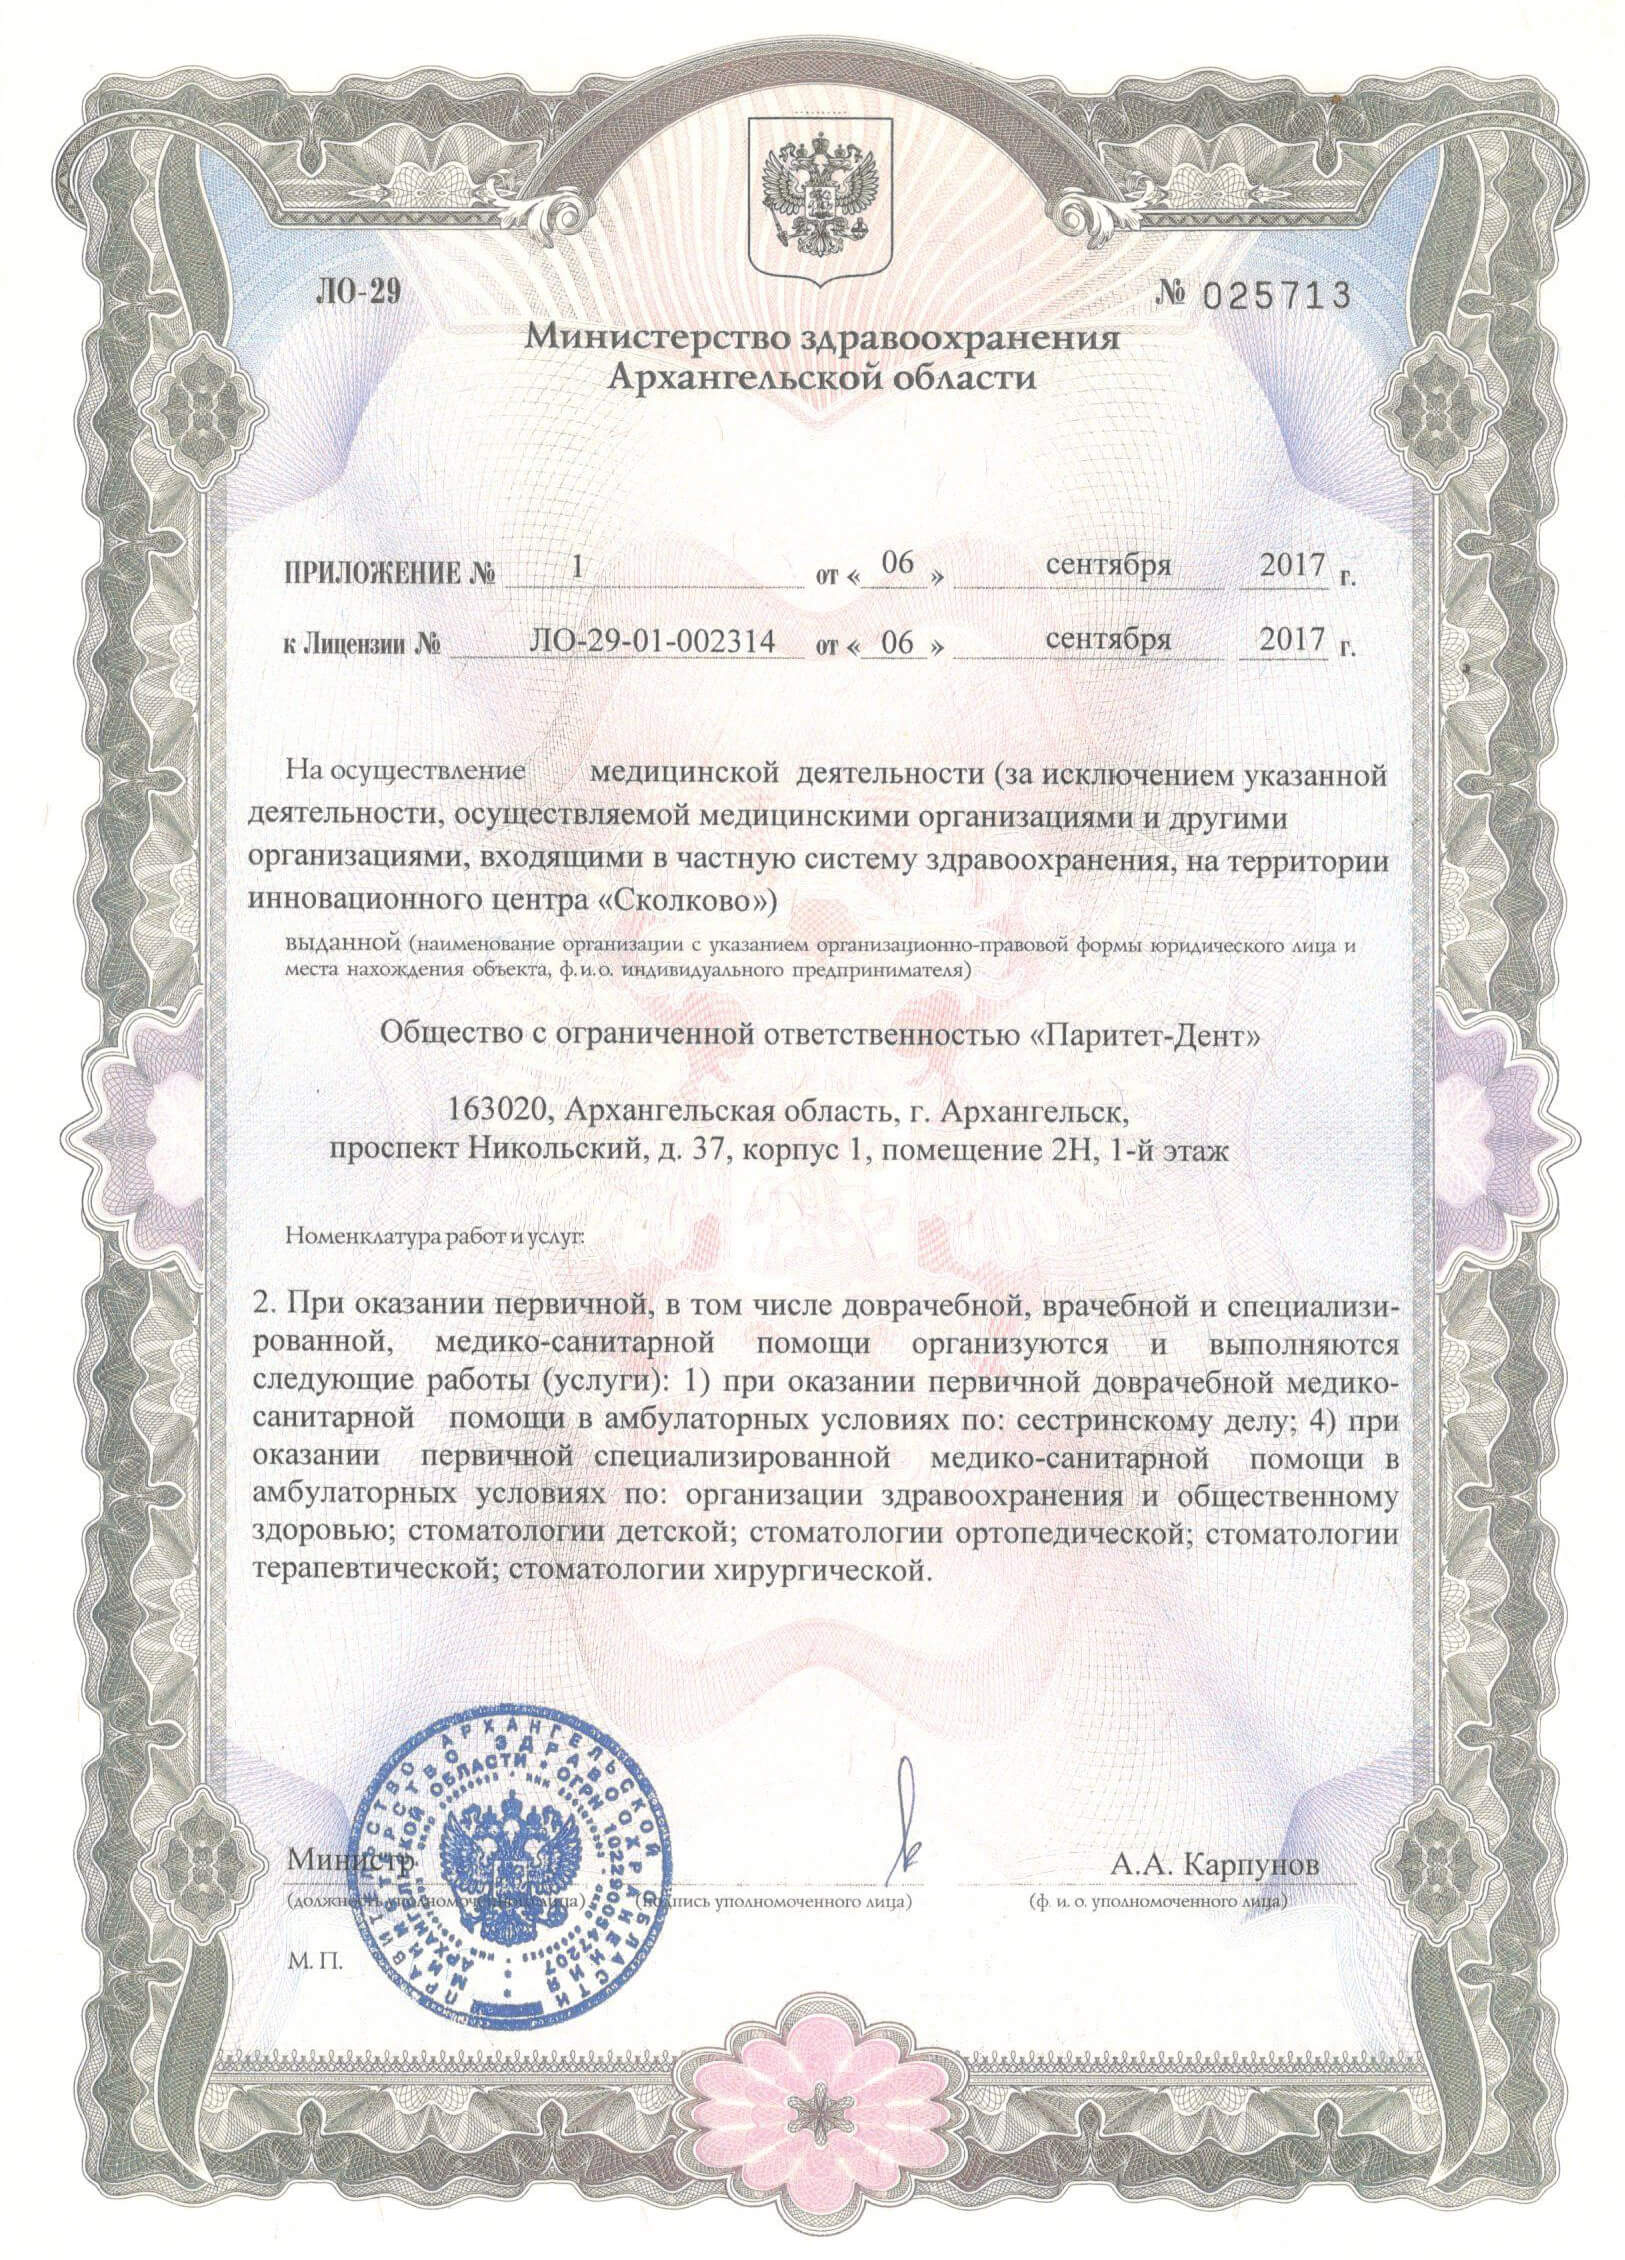 ЛО-29
№ 025713
Министерство здравоохранения
Архангельской области
ПРИЛОЖЕНИЕ № 1 от « 06 » сентября 2017 г.
к Лицензии № ЛО-29-01-002314 от « 06 » сентября 2017 г.
На осуществление медицинской деятельности (за исключением указанной
деятельности, осуществляемой медицинскими организациями и другими
организациями, входящими в частную систему здравоохранения, на территории
инновационного центра «Сколково»)
выданной (наименование организации с указанием организационно-правовой формы юридического лица и
места нахождения объекта, ф.и.о. индивидуального предпринимателя)
Общество с ограниченной ответственностью «Паритет-Дент»
163020, Архангельская область, г. Архангельск,
проспект Никольский, д. 37, корпус 1, помещение 2Н, 1-й этаж
Номенклатура работ и услуг:
2. При оказании первичной, в том числе доврачебной, врачебной и специализи-
рованной, медико-санитарной помощи организуются и выполняются
следующие работы (услуги): 1) при оказании первичной доврачебной медико-
санитарной помощи в амбулаторных условиях по: сестринскому делу; 4) при
оказании первичной специализированной медико-санитарной помощи в
амбулаторных условиях по: организации здравоохранения и общественному
здоровью; стоматологии детской; стоматологии ортопедической; стоматологии
терапевтической; стоматологии хирургической.
ПРАВИТЕЛЬСТВО АРХАНГЕЛЬСКОЙ ОБЛАСТИ
МИНИСТЕРСТВО ЗДРАВООХРАНЕНИЯ
АРХАНГЕЛЬСКОЙ ОБЛАСТИ • ОГРН 1022900547207
Министр
А.А. Карпунов
(должность уполномоченного лица)
(подпись уполномоченного лица)
(ф. и. о. уполномоченного лица)
М. П.